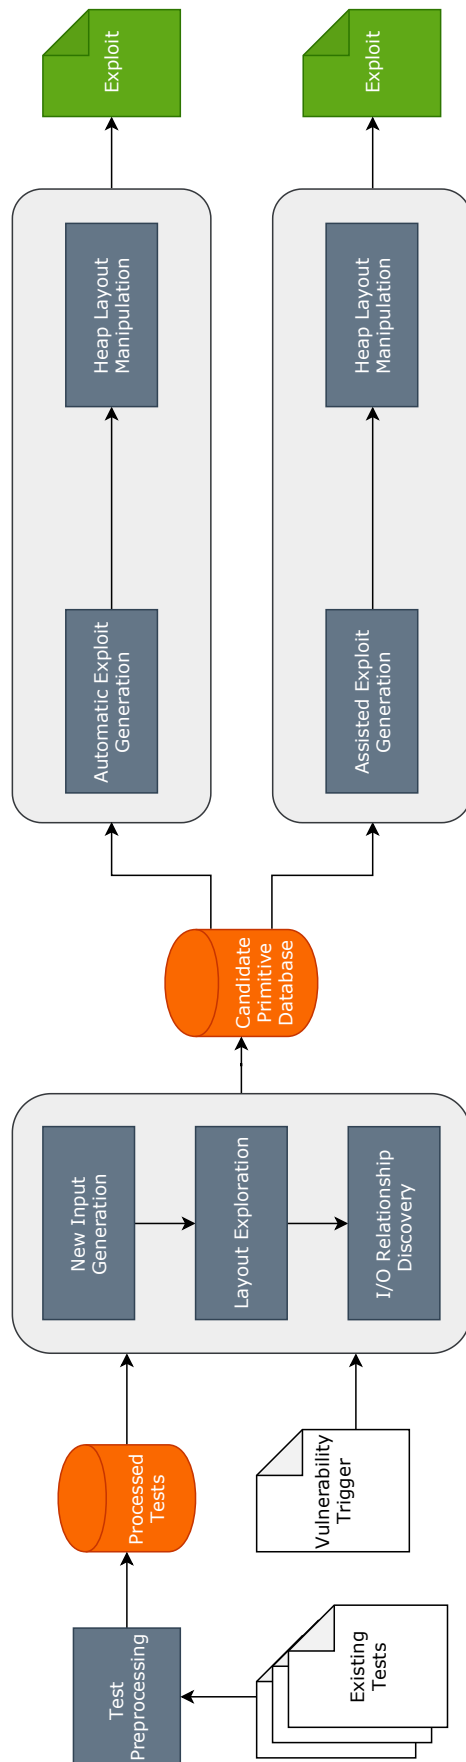 Test
Preprocessing
Existing
Tests
Processed
Tests
Vulnerability
Trigger
New Input
Generation
Layout Exploration
I/O Relationship
Discovery
Candidate
Primitive
Database
Automatic Exploit
Generation
Heap Layout
Manipulation
Exploit
Assisted Exploit
Generation
Heap Layout
Manipulation
Exploit